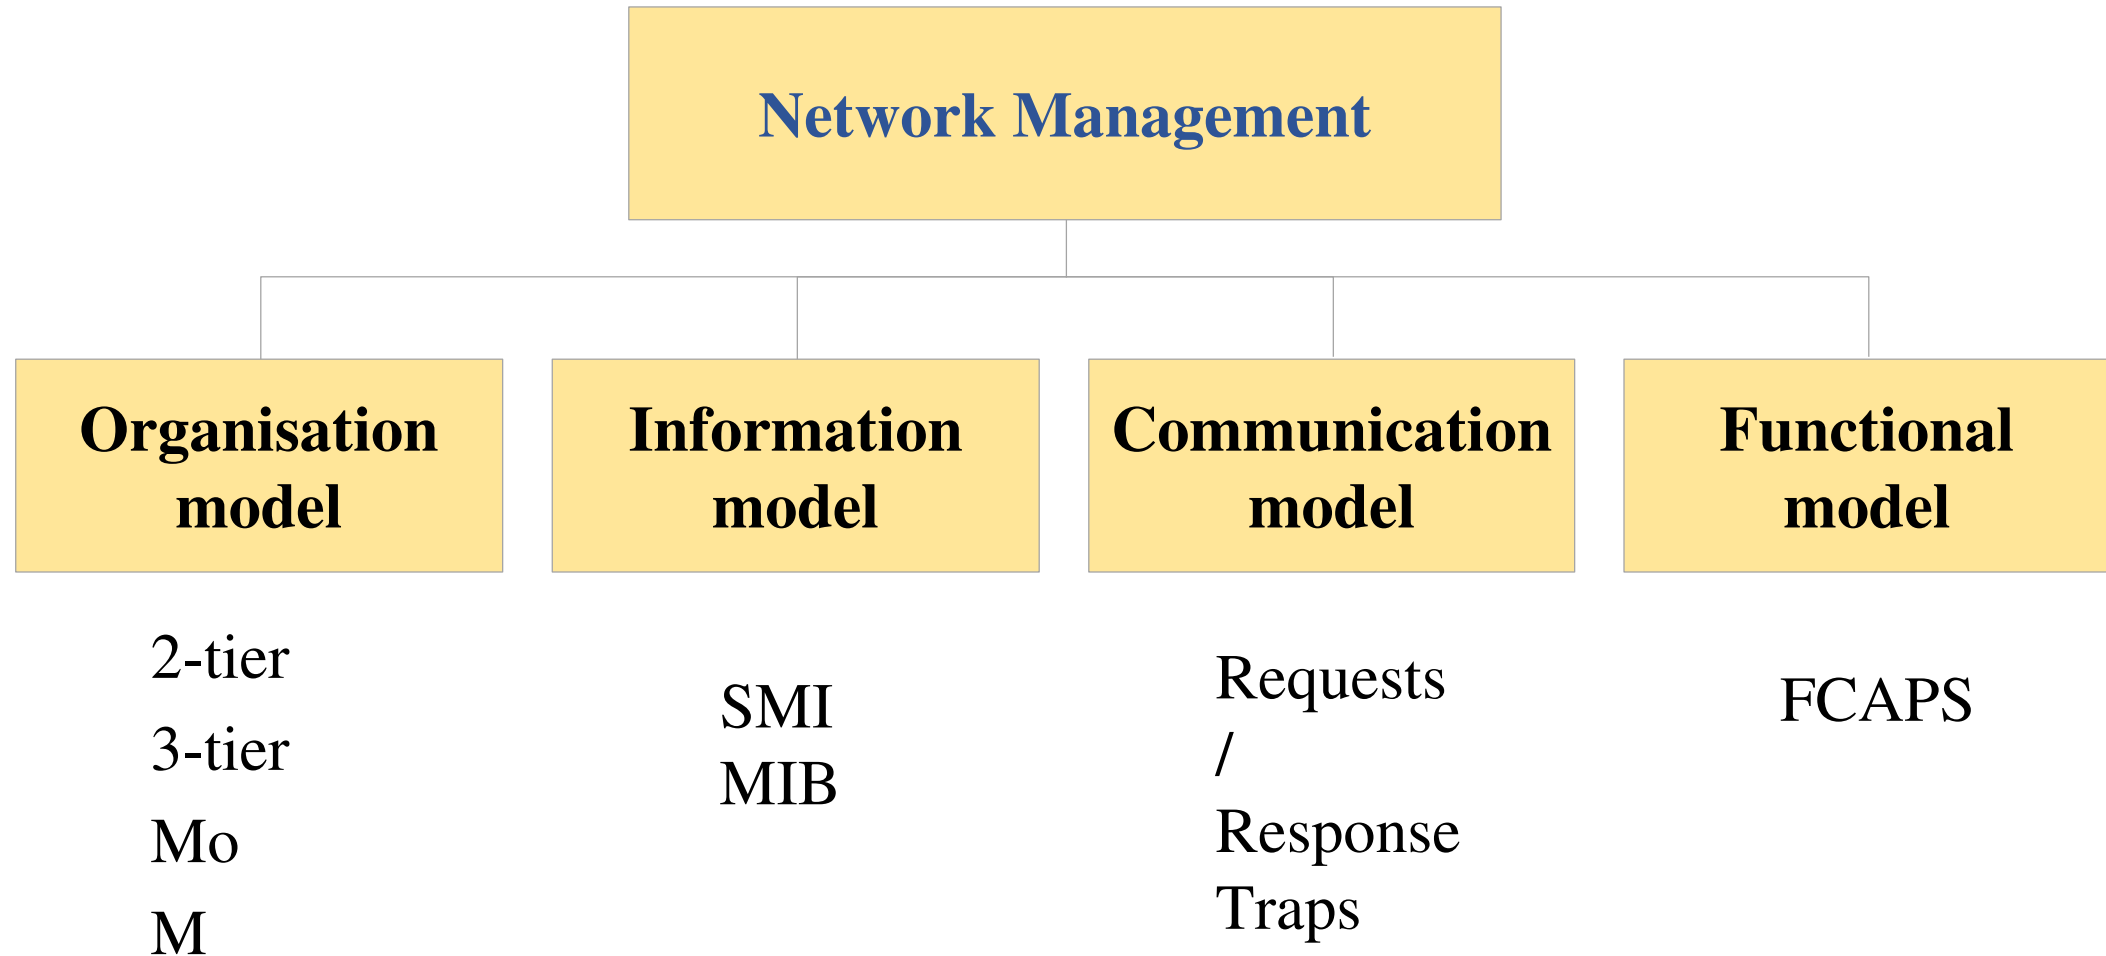 Network Management
Organisation
model
Information
model
Communication
model
Functional
model
2-tier
3-tier
Mo
M
SMI
MIB
Requests
/
Response
Traps
FCAPS